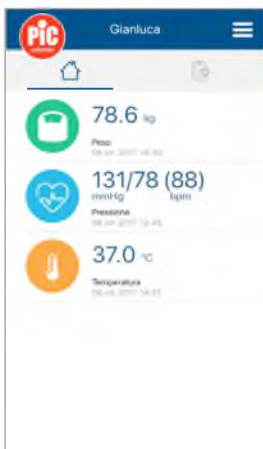 PiC
Gianluca
78.6 kg
Peso
131/78 (88)
mmHg bpm
Pressione
37.0 °C
Temperatura